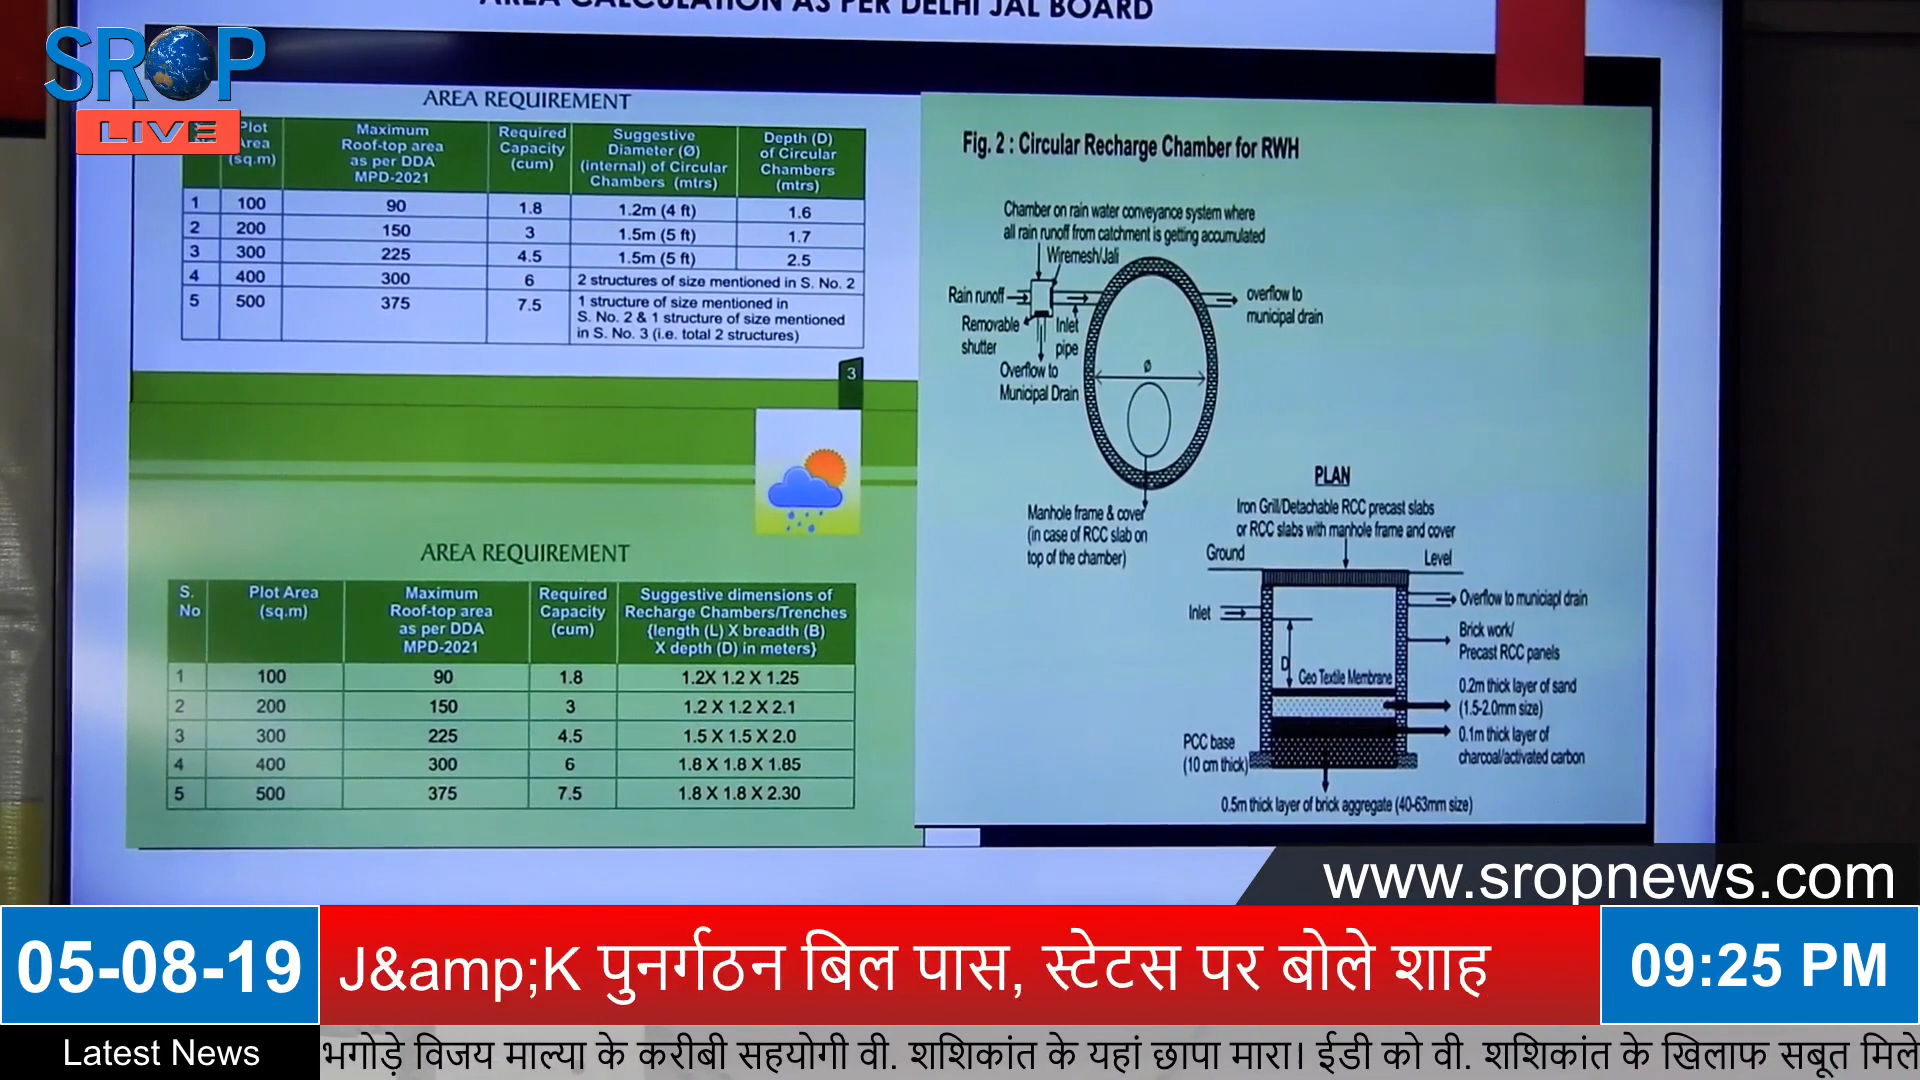 AREA CALCULATION AS PER DELHI JAL BOARD
SROP
LIVE
AREA REQUIREMENT
Plot Area (sq.m) Maximum Roof-top area as per DDA MPD-2021 Required Capacity (cum) Suggestive Diameter (Ø) (internal) of Circular Chambers (mtrs) Depth (D) of Circular Chambers (mtrs)
1 100 90 1.8 1.2m (4 ft) 1.6
2 200 150 3 1.5m (5 ft) 1.7
3 300 225 4.5 1.5m (5 ft) 2.5
4 400 300 6 2 structures of size mentioned in S. No. 2
5 500 375 7.5 1 structure of size mentioned in
S. No. 2 & 1 structure of size mentioned
in S. No. 3 (i.e. total 2 structures)
3
AREA REQUIREMENT
S. No Plot Area (sq.m) Maximum Roof-top area as per DDA MPD-2021 Required Capacity (cum) Suggestive dimensions of Recharge Chambers/Trenches {length (L) X breadth (B) X depth (D) in meters}
1 100 90 1.8 1.2X 1.2 X 1.25
2 200 150 3 1.2 X 1.2 X 2.1
3 300 225 4.5 1.5 X 1.5 X 2.0
4 400 300 6 1.8 X 1.8 X 1.85
5 500 375 7.5 1.8 X 1.8 X 2.30
Fig. 2 : Circular Recharge Chamber for RWH
Chamber on rain water conveyance system where
all rain runoff from catchment is getting accumulated
Wiremesh/Jali
Rain runoff
Removable
shutter
Inlet
pipe
Overflow to
Municipal Drain
overflow to
municipal drain
Ø
Manhole frame & cover
(in case of RCC slab on
top of the chamber)
PLAN
Iron Grill/Detachable RCC precast slabs
or RCC slabs with manhole frame and cover
Ground
Level
Inlet
Overflow to municiapl drain
Brick work/
Precast RCC panels
D
Geo Textile Membrane
0.2m thick layer of sand
(1.5-2.0mm size)
0.1m thick layer of
charcoal/activated carbon
PCC base
(10 cm thick)
0.5m thick layer of brick aggregate (40-63mm size)
www.sropnews.com
05-08-19
J&amp;K पुनर्गठन बिल पास, स्टेटस पर बोले शाह
09:25 PM
Latest News
भगोड़े विजय माल्या के करीबी सहयोगी वी. शशिकांत के यहां छापा मारा। ईडी को वी. शशिकांत के खिलाफ सबूत मिले